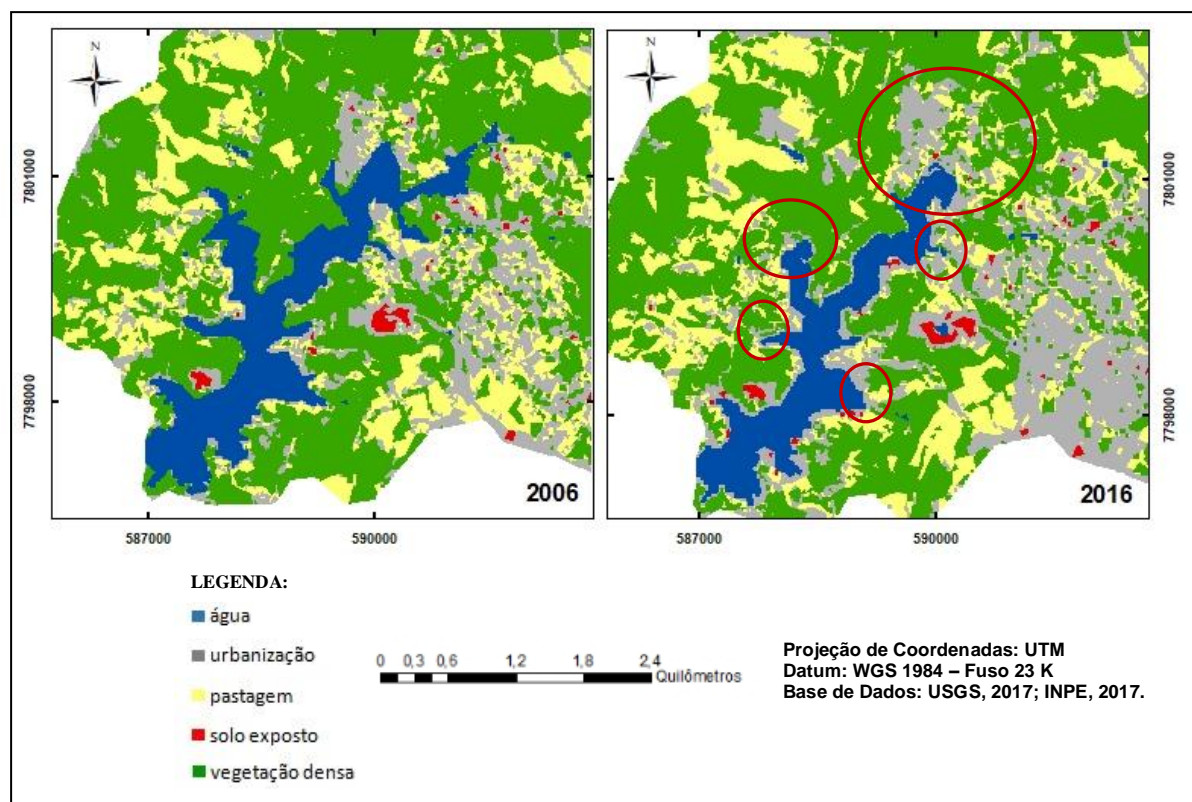 N
N
7801000
7798000
2006
587000
590000
7801000
7798000
2016
587000
590000
LEGENDA:
água
urbanização
pastagem
solo exposto
vegetação densa
0 0,3 0,6 1,2 1,8 2,4
Quilômetros
Projeção de Coordenadas: UTM
Datum: WGS 1984 – Fuso 23 K
Base de Dados: USGS, 2017; INPE, 2017.